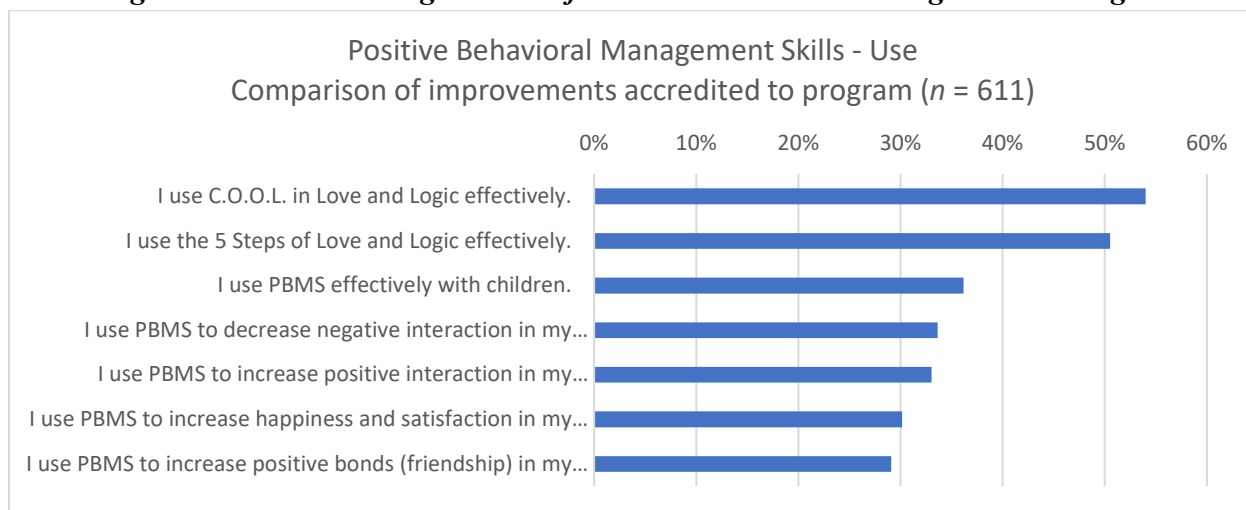 Positive Behavioral Management Skills - Use
Comparison of improvements accredited to program (n = 611)
0% 10% 20% 30% 40% 50% 60%
I use C.O.O.L. in Love and Logic effectively.
I use the 5 Steps of Love and Logic effectively.
I use PBMS effectively with children.
I use PBMS to decrease negative interaction in my...
I use PBMS to increase positive interaction in my...
I use PBMS to increase happiness and satisfaction in my...
I use PBMS to increase positive bonds (friendship) in my...